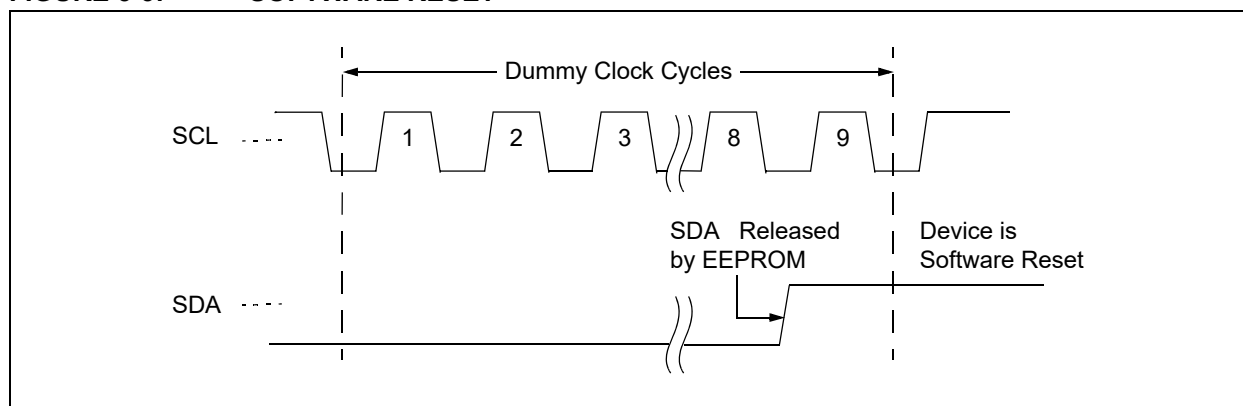 Dummy Clock Cycles
SCL
1 2 3 8 9
SDA Released
by EEPROM
Device is
Software Reset
SDA